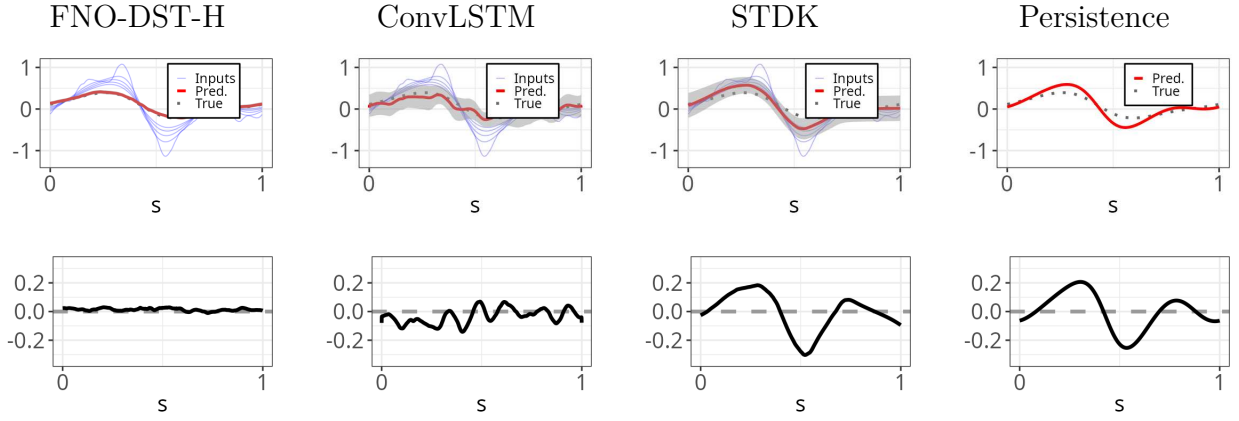 FNO-DST-H ConvLSTM STDK Persistence
1 1 1 1
Inputs Inputs Inputs Pred.
Pred. Pred. Pred. True
True True True
0 0 0 0
-1 -1 -1 -1
0 1 0 1 0 1 0 1
s s s s
0.2 0.2 0.2 0.2
0.0 0.0 0.0 0.0
-0.2 -0.2 -0.2 -0.2
0 1 0 1 0 1 0 1
s s s s